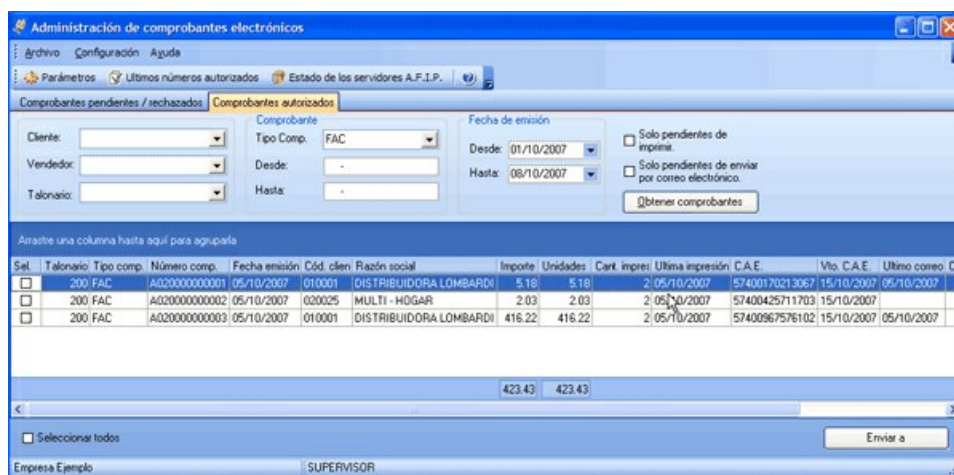 Administración de comprobantes electrónicos
Archivo Configuración Ayuda
Parámetros Ultimos números autorizados Estado de los servidores A.F.I.P.
Comprobantes pendientes / rechazados Comprobantes autorizados
Comprobante Fecha de emisión
Cliente: Tipo Comp. FAC Desde: 01/10/2007 Solo pendientes de imprimir.
Vendedor: Desde: - Hasta: 08/10/2007 Solo pendientes de enviar por correo electrónico.
Talonario: Hasta: - Obtener comprobantes
Arrastre una columna hasta aquí para agruparla
Sel. Talonario Tipo comp. Número comp. Fecha emisión Cód. clien Razón social Importe Unidades Cant. impres Ultima impresión C.A.E. Vto. C.A.E. Ultimo correo C
200 FAC A020000000001 05/10/2007 010001 DISTRIBUIDORA LOMBARDI 5.18 5.18 2 05/10/2007 57400170213067 15/10/2007 05/10/2007
200 FAC A020000000002 05/10/2007 020025 MULTI - HOGAR 2.03 2.03 2 05/10/2007 57400425711703 15/10/2007
200 FAC A020000000003 05/10/2007 010001 DISTRIBUIDORA LOMBARDI 416.22 416.22 2 05/10/2007 57400967576102 15/10/2007 05/10/2007
423.43 423.43
Seleccionar todos Enviar a
Empresa Ejemplo SUPERVISOR